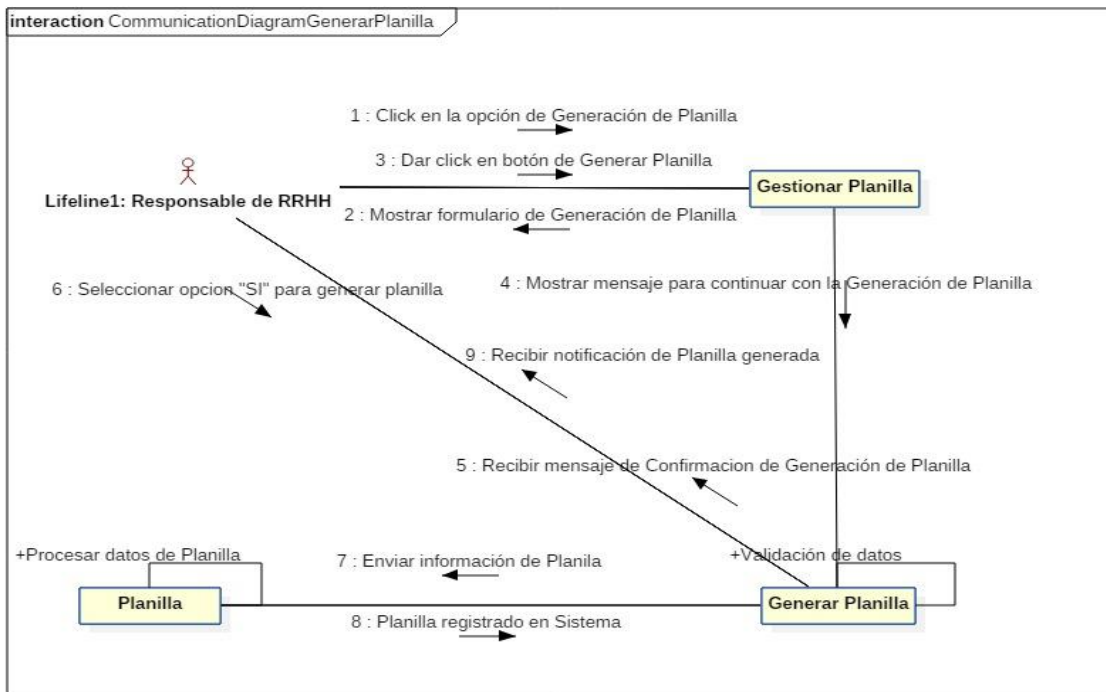 interaction CommunicationDiagramGenerarPlanilla
1 : Click en la opción de Generación de Planilla
3 : Dar click en botón de Generar Planilla
Lifeline1: Responsable de RRHH
Gestionar Planilla
2 : Mostrar formulario de Generación de Planilla
6 : Seleccionar opcion "SI" para generar planilla
4 : Mostrar mensaje para continuar con la Generación de Planilla
9 : Recibir notificación de Planilla generada
5 : Recibir mensaje de Confirmacion de Generación de Planilla
+Procesar datos de Planilla
7 : Enviar información de Planila
+Validación de datos
Planilla
Generar Planilla
8 : Planilla registrado en Sistema